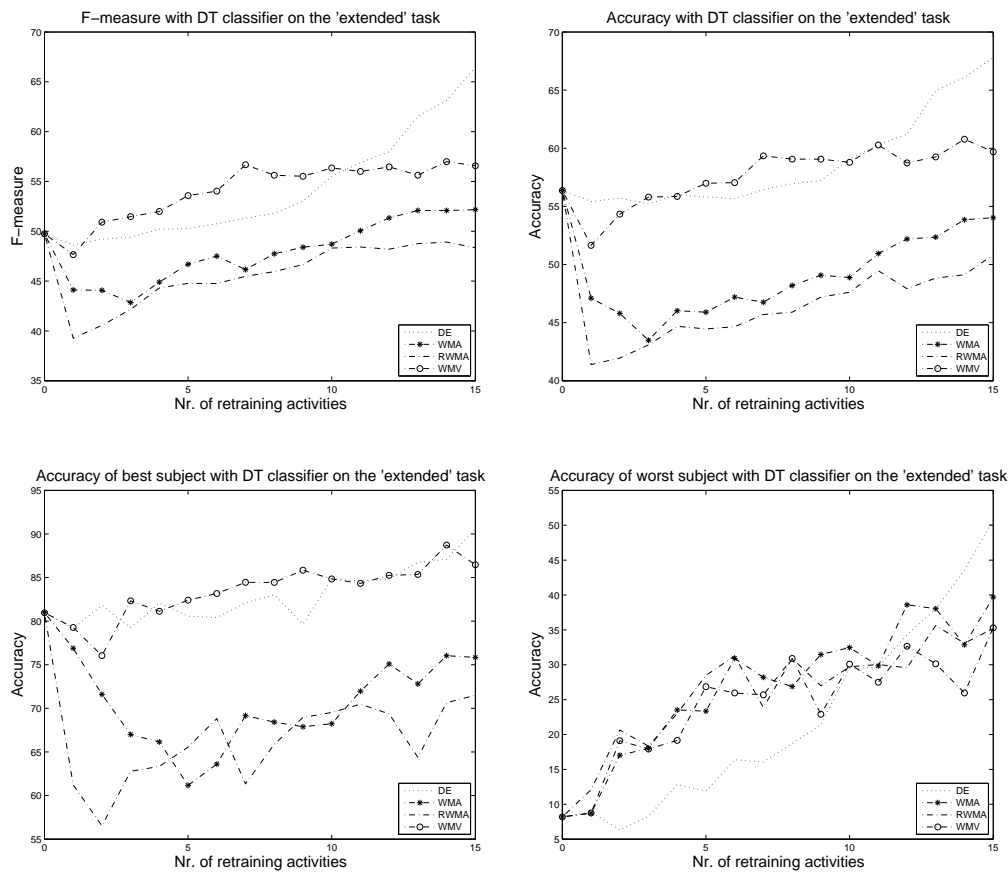 F−measure with DT classifier on the 'extended' task
70
65
60
55
50
45
40
35
F−measure
0
5
10
15
Nr. of retraining activities
DE
WMA
RWMA
WMV
Accuracy with DT classifier on the 'extended' task
70
65
60
55
50
45
40
Accuracy
0
5
10
15
Nr. of retraining activities
DE
WMA
RWMA
WMV
Accuracy of best subject with DT classifier on the 'extended' task
95
90
85
80
75
70
65
60
55
Accuracy
0
5
10
15
Nr. of retraining activities
DE
WMA
RWMA
WMV
Accuracy of worst subject with DT classifier on the 'extended' task
55
50
45
40
35
30
25
20
15
10
5
Accuracy
0
5
10
15
Nr. of retraining activities
DE
WMA
RWMA
WMV